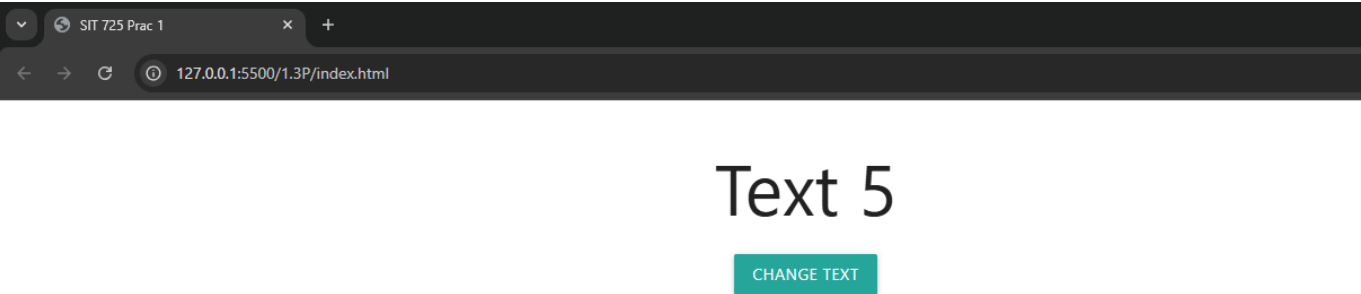 SIT 725 Prac 1
127.0.0.1:5500/1.3P/index.html
Text 5
CHANGE TEXT